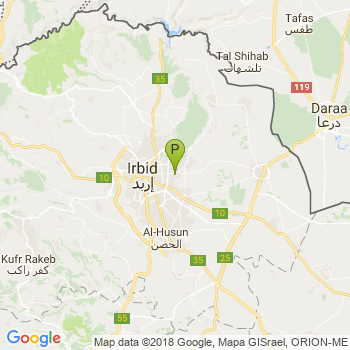 Tafas
طفس
Tal Shihab
تلشهاب
35
119
Daraa
درعا
P
Irbid
إربد
10
10
Al-Husun
الحصن
Kufr Rakeb
كفر راكب
35
25
55
Google
Map data ©2018 Google, Mapa GISrael, ORION-ME